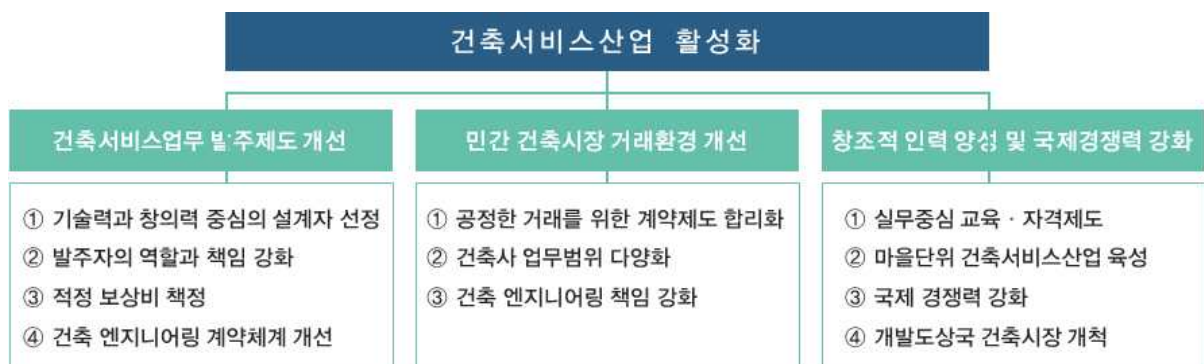 건축서비스산업 활성화
건축서비스업무 발주제도 개선
① 기술력과 창의력 중심의 설계자 선정
② 발주자의 역할과 책임 강화
③ 적정 보상비 책정
④ 건축 엔지니어링 계약체계 개선
민간 건축시장 거래환경 개선
① 공정한 거래를 위한 계약제도 합리화
② 건축사 업무범위 다양화
③ 건축 엔지니어링 책임 강화
창조적 인력 양성 및 국제경쟁력 강화
① 실무중심 교육 · 자격제도
② 마을단위 건축서비스산업 육성
③ 국제 경쟁력 강화
④ 개발도상국 건축시장 개척